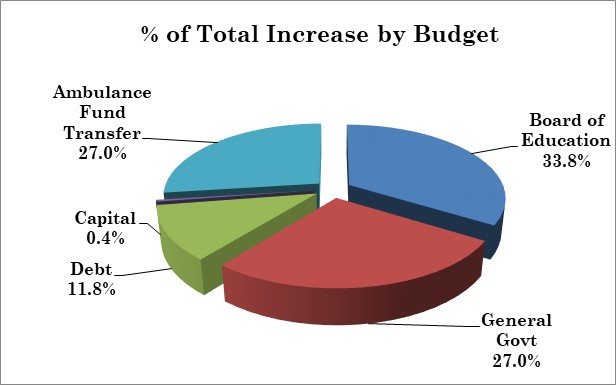 % of Total Increase by Budget
Ambulance
Fund
Transfer
27.0%
Board of
Education
33.8%
Capital
0.4%
Debt
11.8%
General
Govt
27.0%